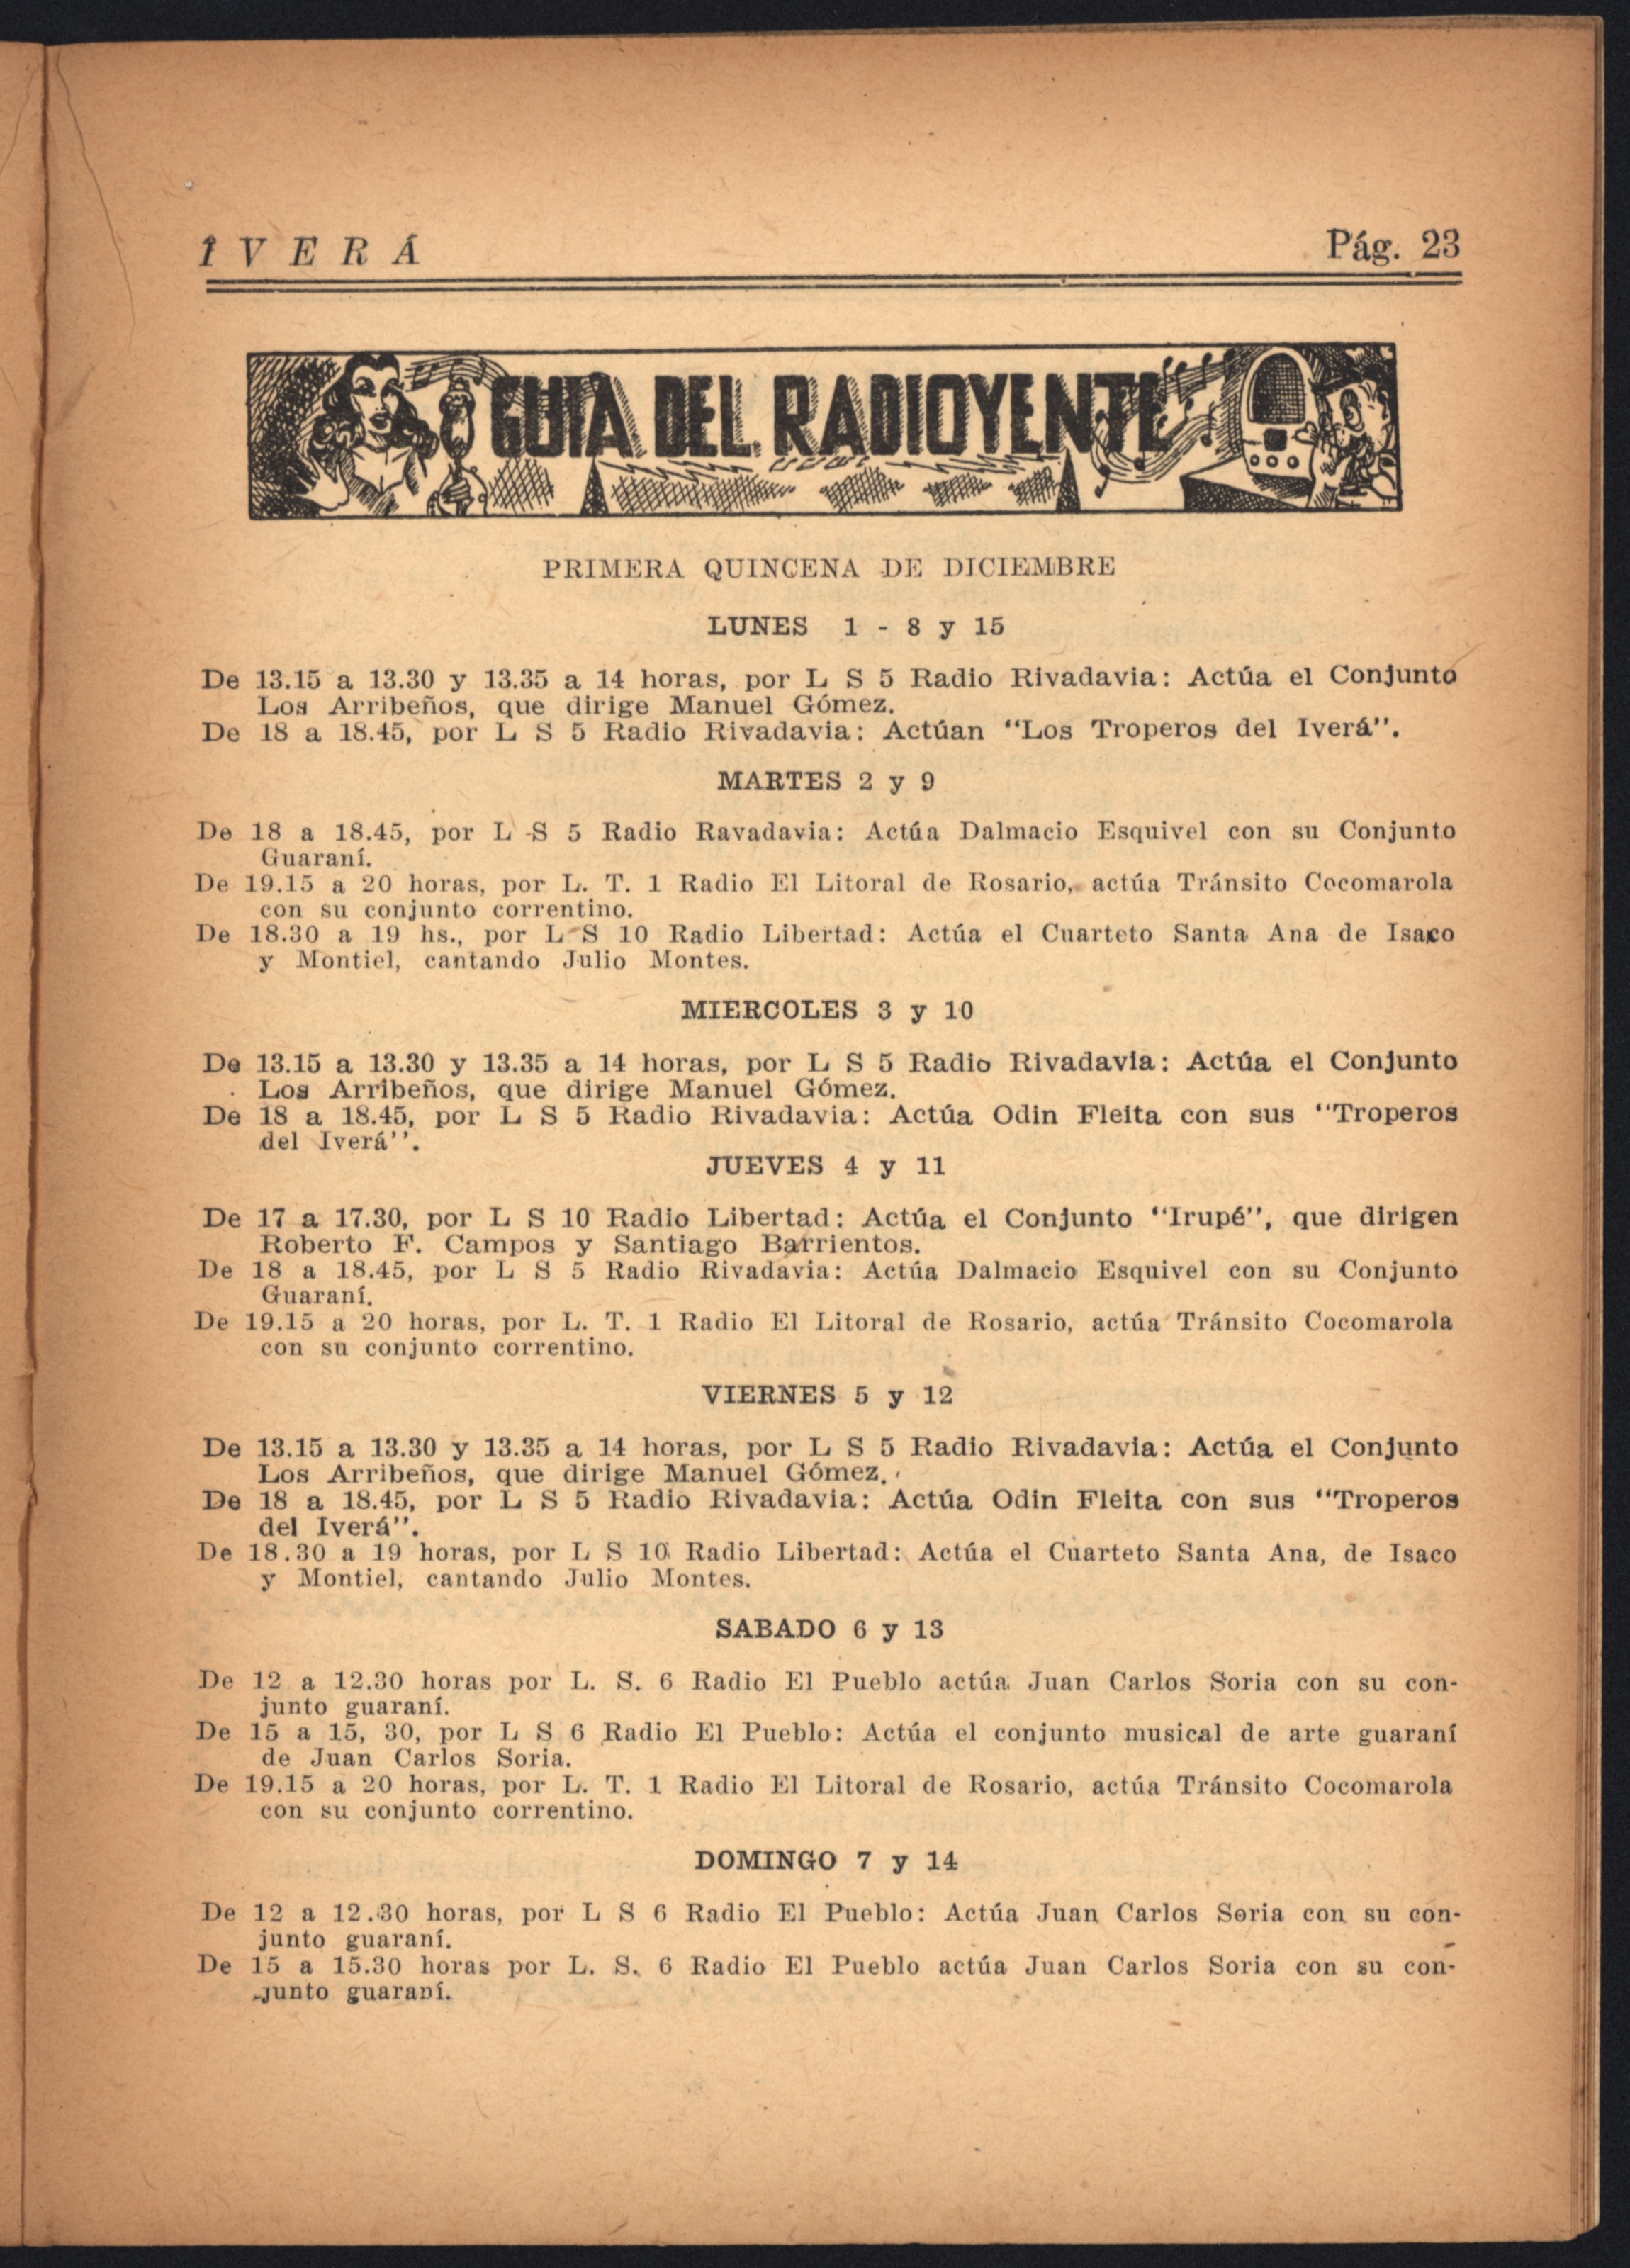 ÎVERÁ
Pág. 23
GUIA DEL RADIOYENTE
PRIMERA QUINCENA DE DICIEMBRE
LUNES 1 - 8 y 15
De 13.15 a 13.30 y 13.35 a 14 horas, por L S 5 Radio Rivadavia: Actúa el Conjunto
Los Arribeños, que dirige Manuel Gómez.
De 18 a 18.45, por L S 5 Radio Rivadavia: Actúan “Los Troperos del Iverá”.
MARTES 2 y 9
De 18 a 18.45, por L S 5 Radio Ravadavia: Actúa Dalmacio Esquivel con su Conjunto
Guaraní.
De 19.15 a 20 horas, por L. T. 1 Radio El Litoral de Rosario, actúa Tránsito Cocomarola
con su conjunto correntino.
De 18.30 a 19 hs., por L S 10 Radio Libertad: Actúa el Cuarteto Santa Ana de Isaco
y Montiel, cantando Julio Montes.
MIERCOLES 3 y 10
De 13.15 a 13.30 y 13.35 a 14 horas, por L S 5 Radio Rivadavia: Actúa el Conjunto
Los Arribeños, que dirige Manuel Gómez.
De 18 a 18.45, por L S 5 Radio Rivadavia: Actúa Odin Fleita con sus “Troperos
del Iverá”.
JUEVES 4 y 11
De 17 a 17.30, por L S 10 Radio Libertad: Actúa el Conjunto “Irupé”, que dirigen
Roberto F. Campos y Santiago Barrientos.
De 18 a 18.45, por L S 5 Radio Rivadavia: Actúa Dalmacio Esquivel con su Conjunto
Guaraní.
De 19.15 a 20 horas, por L. T. 1 Radio El Litoral de Rosario, actúa Tránsito Cocomarola
con su conjunto correntino.
VIERNES 5 y 12
De 13.15 a 13.30 y 13.35 a 14 horas, por L S 5 Radio Rivadavia: Actúa el Conjunto
Los Arribeños, que dirige Manuel Gómez.
De 18 a 18.45, por L S 5 Radio Rivadavia: Actúa Odin Fleita con sus “Troperos
del Iverá”.
De 18.30 a 19 horas, por L S 10 Radio Libertad: Actúa el Cuarteto Santa Ana, de Isaco
y Montiel, cantando Julio Montes.
SABADO 6 y 13
De 12 a 12.30 horas por L. S. 6 Radio El Pueblo actúa Juan Carlos Soria con su con-
junto guaraní.
De 15 a 15, 30, por L S 6 Radio El Pueblo: Actúa el conjunto musical de arte guaraní
de Juan Carlos Soria.
De 19.15 a 20 horas, por L. T. 1 Radio El Litoral de Rosario, actúa Tránsito Cocomarola
con su conjunto correntino.
DOMINGO 7 y 14
De 12 a 12.30 horas, por L S 6 Radio El Pueblo: Actúa Juan Carlos Soria con su con-
junto guaraní.
De 15 a 15.30 horas por L. S. 6 Radio El Pueblo actúa Juan Carlos Soria con su con-
junto guaraní.